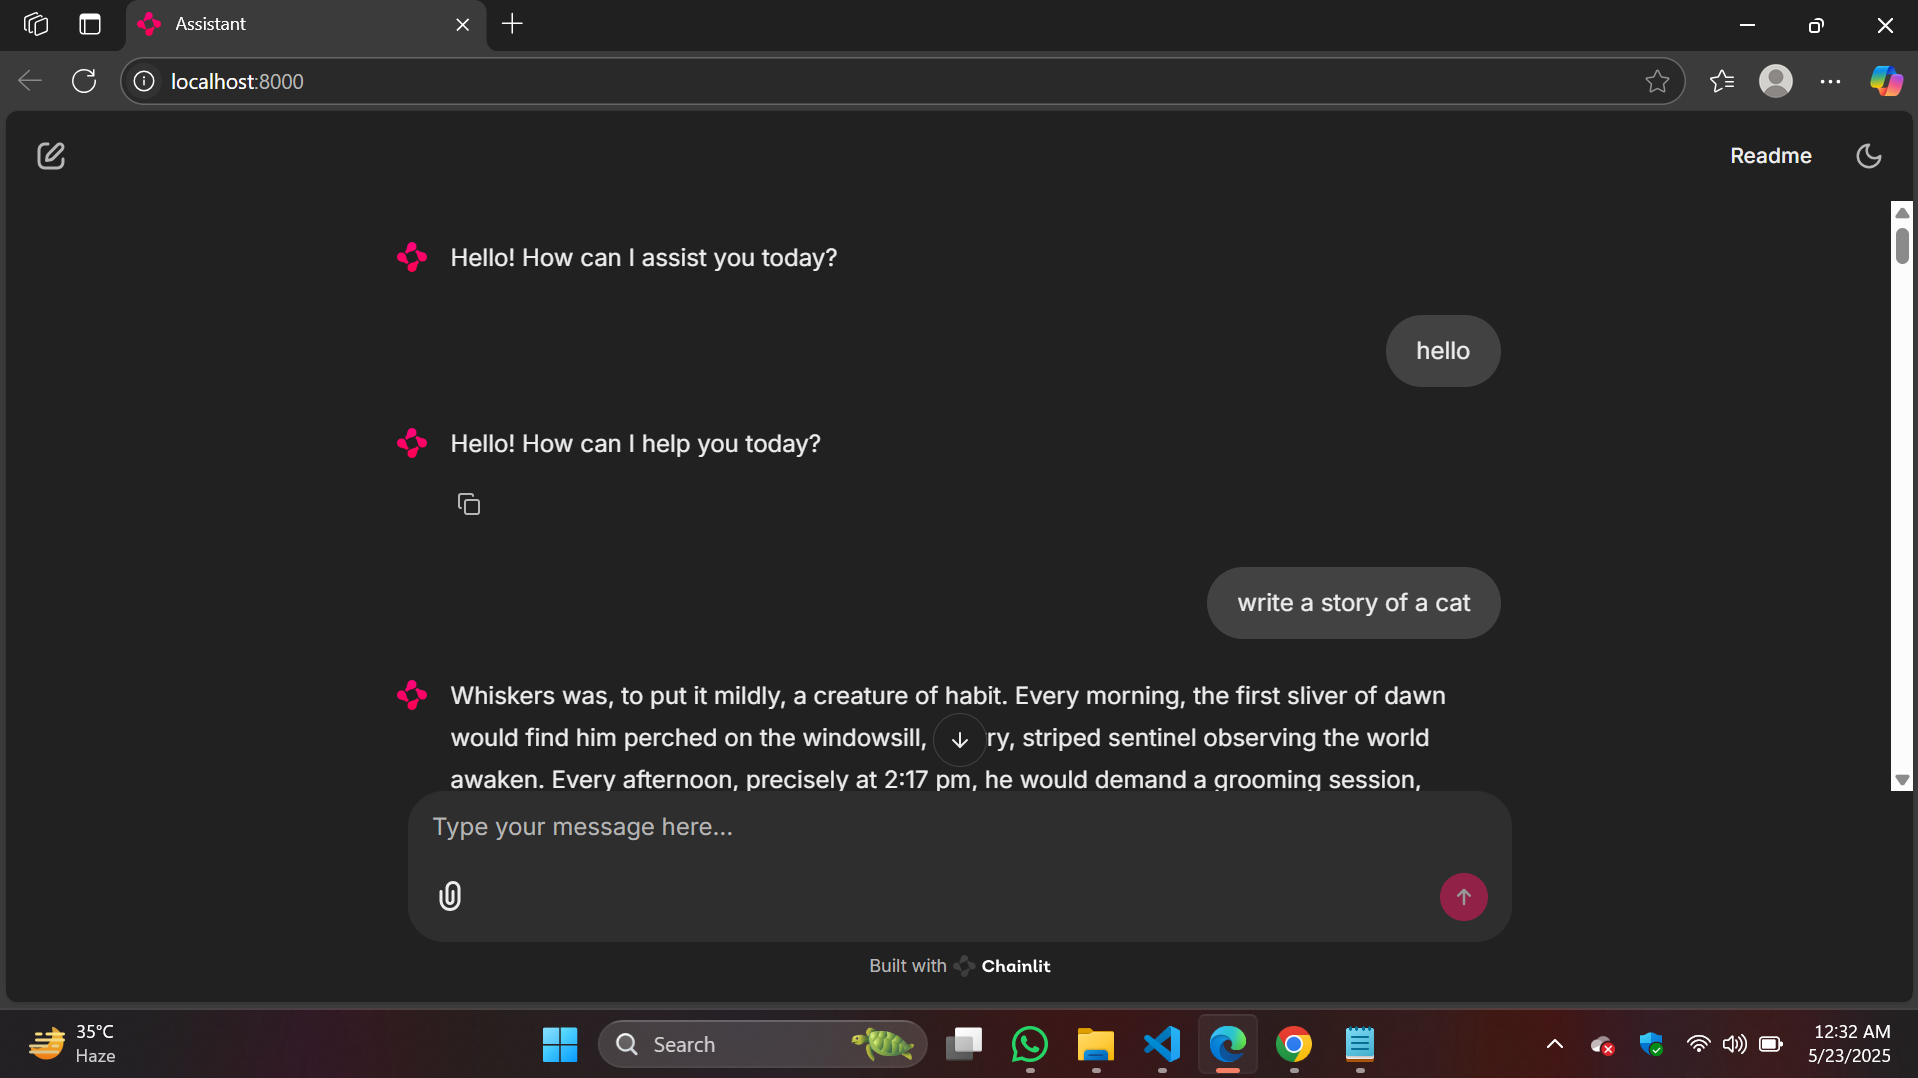 Assistant
localhost:8000
Readme
Hello! How can I assist you today?
hello
Hello! How can I help you today?
write a story of a cat
Whiskers was, to put it mildly, a creature of habit. Every morning, the first sliver of dawn
would find him perched on the windowsill, ry, striped sentinel observing the world
awaken. Every afternoon, precisely at 2:17 pm, he would demand a grooming session,
Type your message here...
Built with Chainlit
35°C
Haze
Search
12:32 AM
5/23/2025